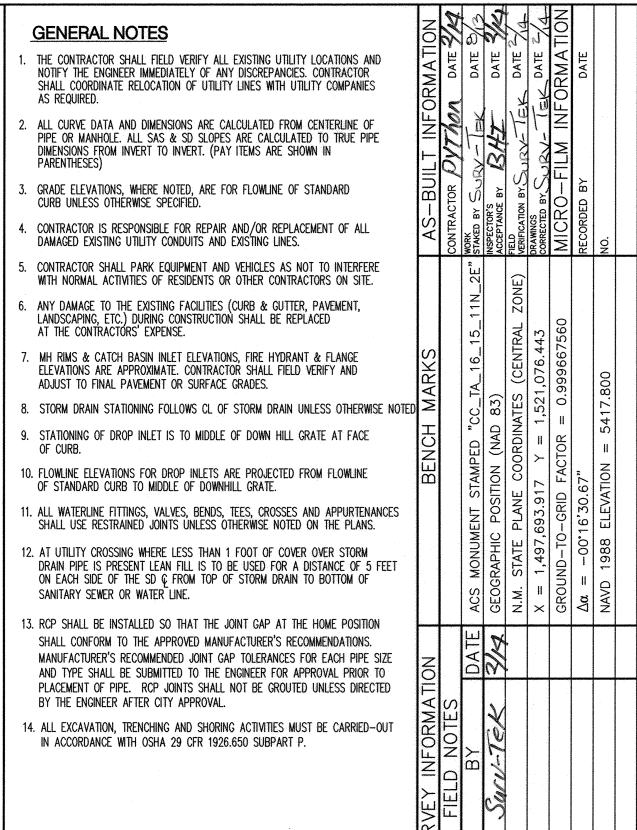 GENERAL NOTES
1. THE CONTRACTOR SHALL FIELD VERIFY ALL EXISTING UTILITY LOCATIONS AND
NOTIFY THE ENGINEER IMMEDIATELY OF ANY DISCREPANCIES. CONTRACTOR
SHALL COORDINATE RELOCATION OF UTILITY LINES WITH UTILITY COMPANIES
AS REQUIRED.
2. ALL CURVE DATA AND DIMENSIONS ARE CALCULATED FROM CENTERLINE OF
PIPE OR MANHOLE. ALL SAS & SD SLOPES ARE CALCULATED TO TRUE PIPE
DIMENSIONS FROM INVERT TO INVERT. (PAY ITEMS ARE SHOWN IN
PARENTHESES)
3. GRADE ELEVATIONS, WHERE NOTED, ARE FOR FLOWLINE OF STANDARD
CURB UNLESS OTHERWISE SPECIFIED.
4. CONTRACTOR IS RESPONSIBLE FOR REPAIR AND/OR REPLACEMENT OF ALL
DAMAGED EXISTING UTILITY CONDUITS AND EXISTING LINES.
5. CONTRACTOR SHALL PARK EQUIPMENT AND VEHICLES AS NOT TO INTERFERE
WITH NORMAL ACTIVITIES OF RESIDENTS OR OTHER CONTRACTORS ON SITE.
6. ANY DAMAGE TO THE EXISTING FACILITIES (CURB & GUTTER, PAVEMENT,
LANDSCAPING, ETC.) DURING CONSTRUCTION SHALL BE REPLACED
AT THE CONTRACTORS' EXPENSE.
7. MH RIMS & CATCH BASIN INLET ELEVATIONS, FIRE HYDRANT & FLANGE
ELEVATIONS ARE APPROXIMATE. CONTRACTOR SHALL FIELD VERIFY AND
ADJUST TO FINAL PAVEMENT OR SURFACE GRADES.
8. STORM DRAIN STATIONING FOLLOWS CL OF STORM DRAIN UNLESS OTHERWISE NOTED
9. STATIONING OF DROP INLET IS TO MIDDLE OF DOWN HILL GRATE AT FACE
OF CURB.
10. FLOWLINE ELEVATIONS FOR DROP INLETS ARE PROJECTED FROM FLOWLINE
OF STANDARD CURB TO MIDDLE OF DOWNHILL GRATE.
11. ALL WATERLINE FITTINGS, VALVES, BENDS, TEES, CROSSES AND APPURTENANCES
SHALL USE RESTRAINED JOINTS UNLESS OTHERWISE NOTED ON THE PLANS.
12. AT UTILITY CROSSING WHERE LESS THAN 1 FOOT OF COVER OVER STORM
DRAIN PIPE IS PRESENT LEAN FILL IS TO BE USED FOR A DISTANCE OF 5 FEET
ON EACH SIDE OF THE SD ℄ FROM TOP OF STORM DRAIN TO BOTTOM OF
SANITARY SEWER OR WATER LINE.
13. RCP SHALL BE INSTALLED SO THAT THE JOINT GAP AT THE HOME POSITION
SHALL CONFORM TO THE APPROVED MANUFACTURER'S RECOMMENDATIONS.
MANUFACTURER'S RECOMMENDED JOINT GAP TOLERANCES FOR EACH PIPE SIZE
AND TYPE SHALL BE SUBMITTED TO THE ENGINEER FOR APPROVAL PRIOR TO
PLACEMENT OF PIPE. RCP JOINTS SHALL NOT BE GROUTED UNLESS DIRECTED
BY THE ENGINEER AFTER CITY APPROVAL.
14. ALL EXCAVATION, TRENCHING AND SHORING ACTIVITIES MUST BE CARRIED-OUT
IN ACCORDANCE WITH OSHA 29 CFR 1926.650 SUBPART P.
AS-BUILT INFORMATION
CONTRACTOR Python DATE 2/14
WORK STAKED BY SURV-TEK DATE 8/13
INSPECTOR'S ACCEPTANCE BY BHI DATE 2/14
FIELD VERIFICATION BY SURV-TEK DATE 2/14
DRAWINGS CORRECTED BY SURV-TEK DATE 2/14
MICRO-FILM INFORMATION
RECORDED BY DATE
NO.
BENCH MARKS
ACS MONUMENT STAMPED "CC_TA_16_15_11N_2E"
GEOGRAPHIC POSITION (NAD 83)
N.M. STATE PLANE COORDINATES (CENTRAL ZONE)
X = 1,497,693.917 Y = 1,521,076.443
GROUND-TO-GRID FACTOR = 0.999667560
Δα = -00°16'30.67"
NAVD 1988 ELEVATION = 5417.800
RVEY INFORMATION
FIELD NOTES
BY DATE
Surv-Tek 2/14